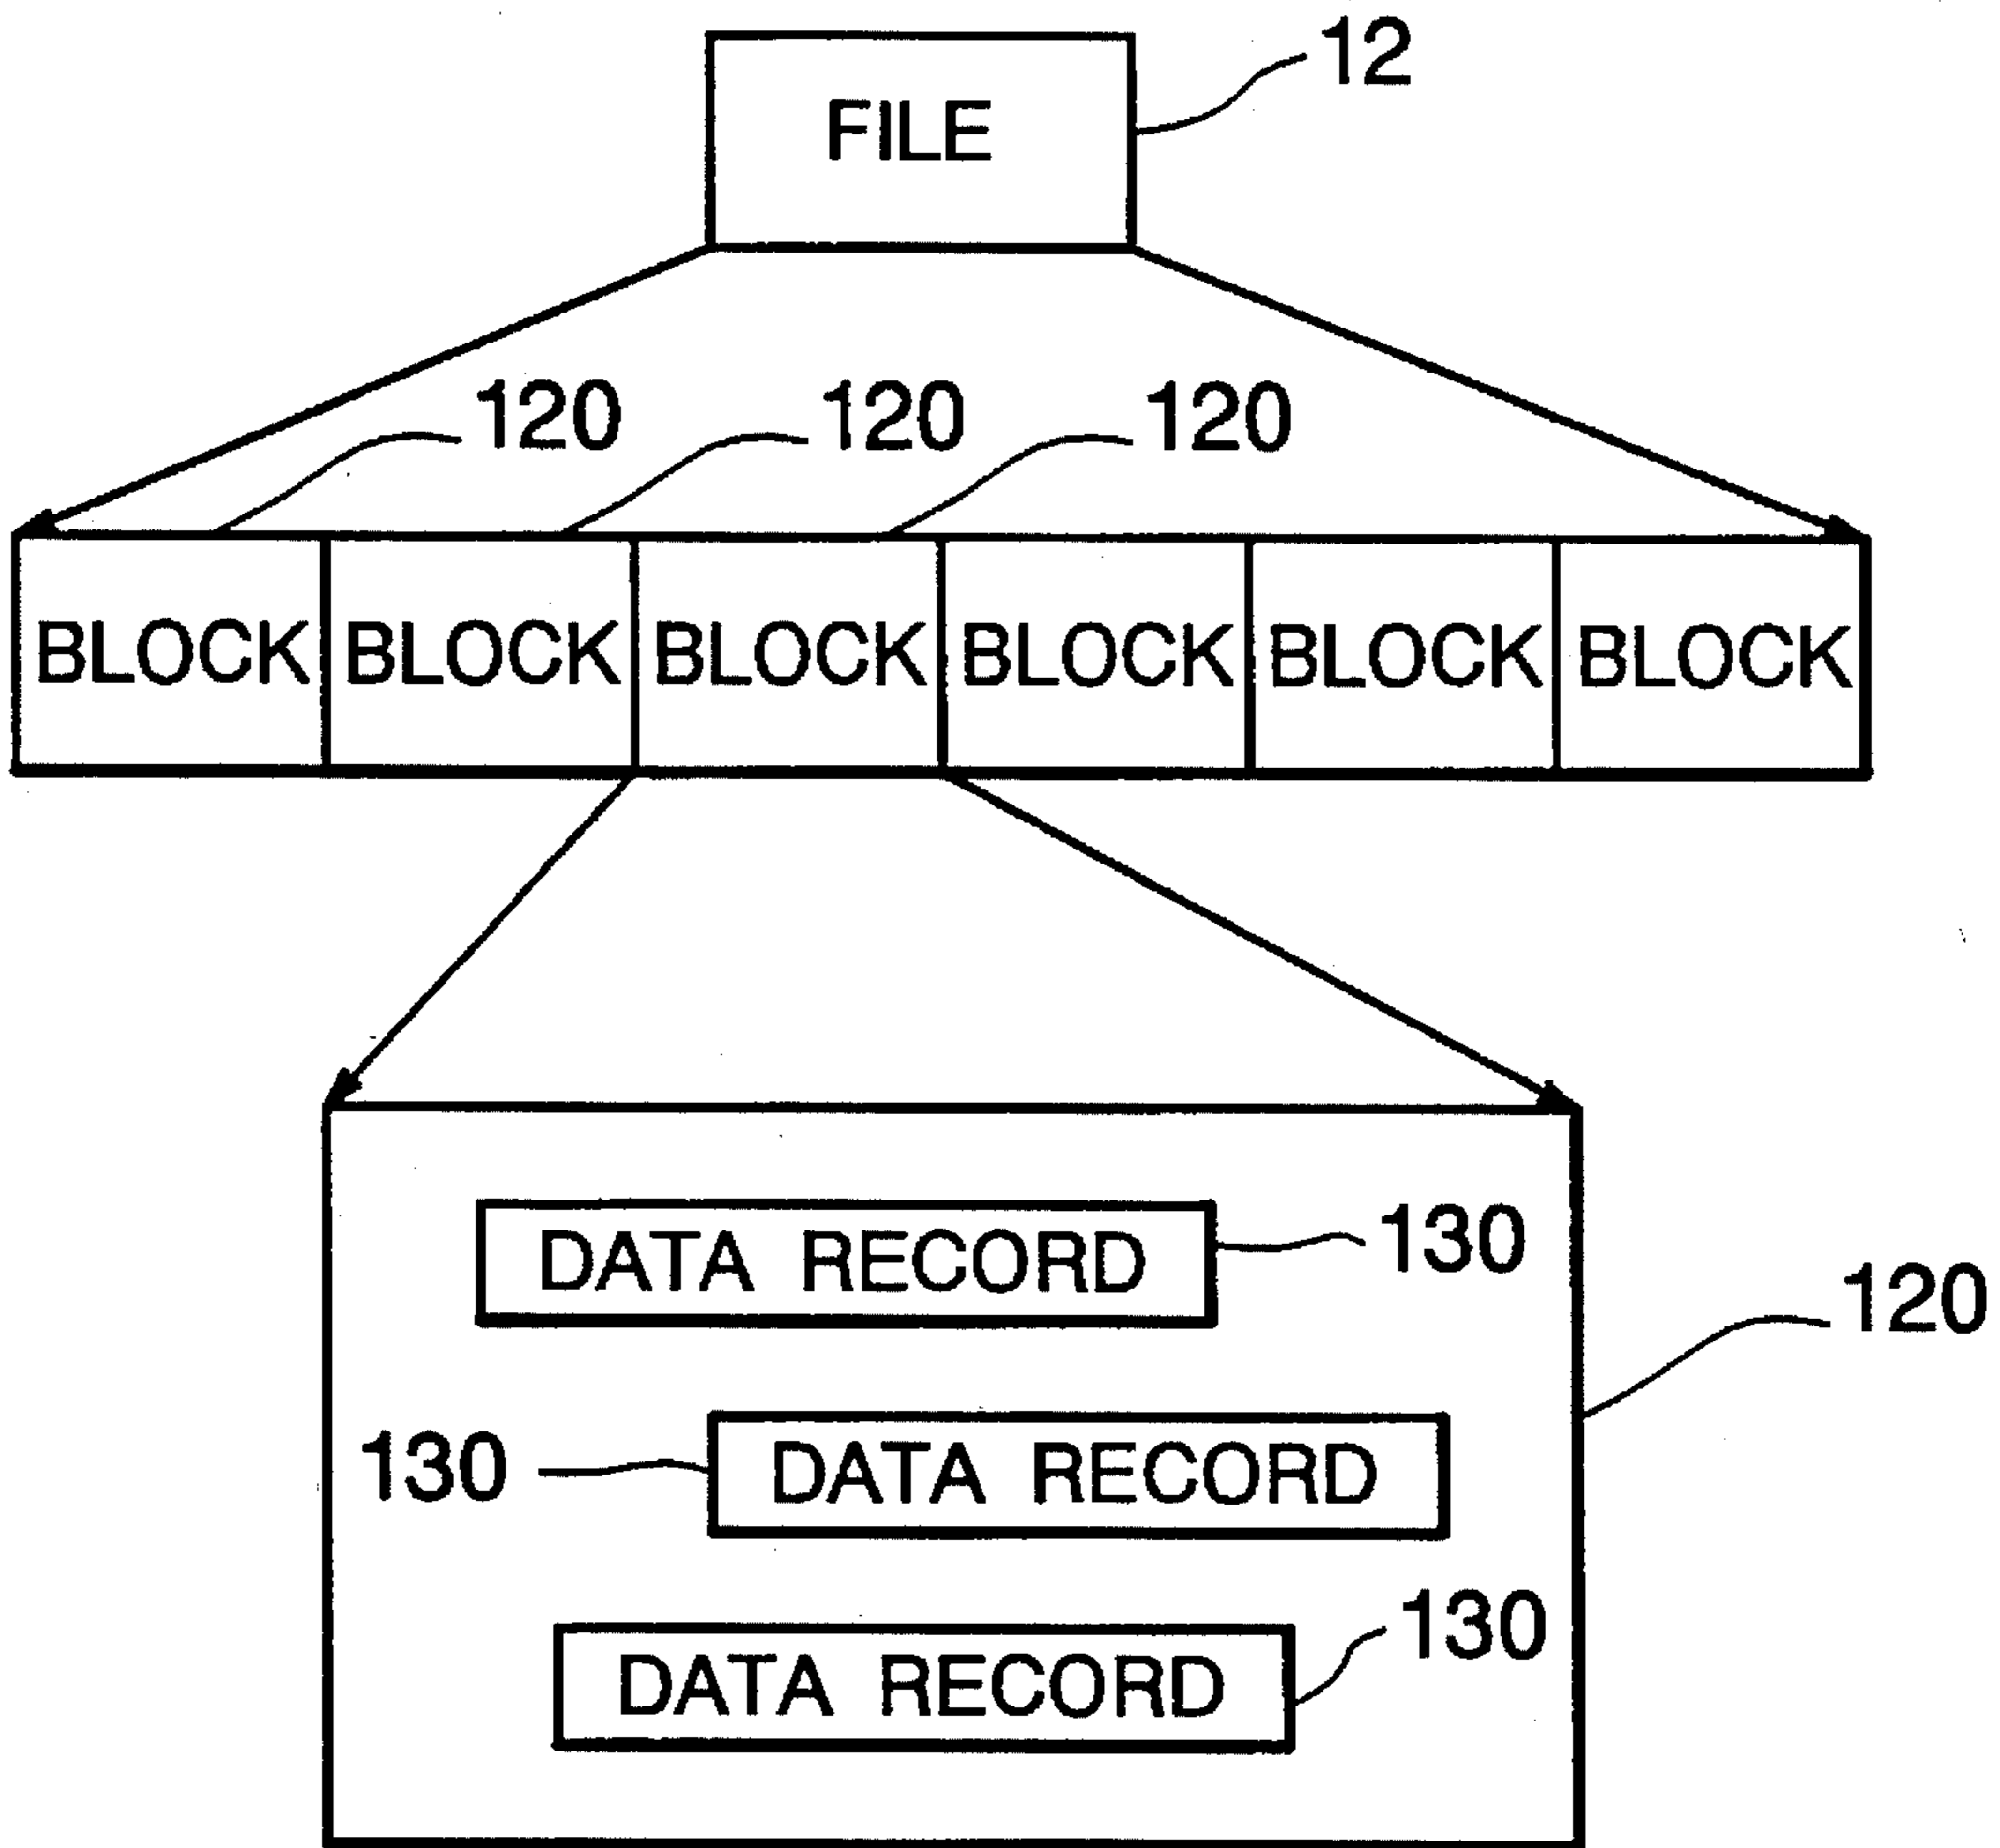 12
FILE
120 120 120
BLOCK BLOCK BLOCK BLOCK BLOCK BLOCK
DATA RECORD 130
120
130 DATA RECORD
130
DATA RECORD